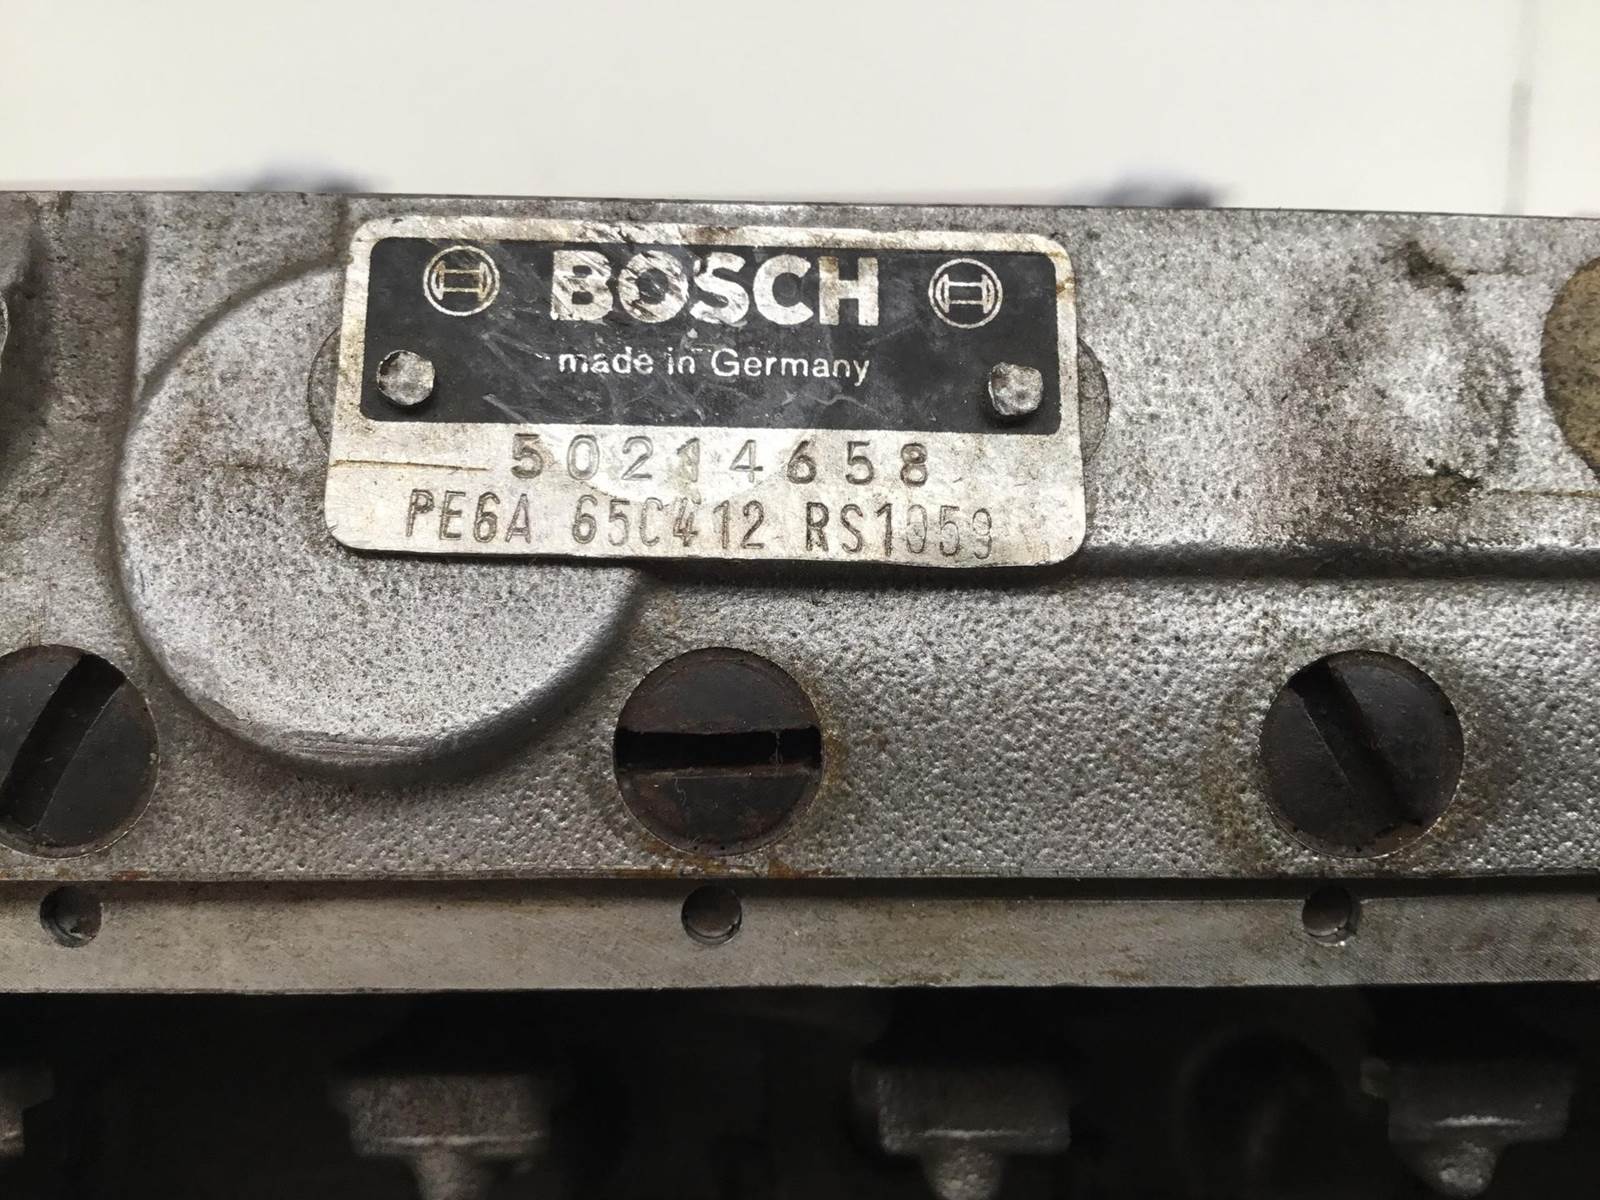 BOSCH
made in Germany
50214658
PE6A 65C412 RS1059